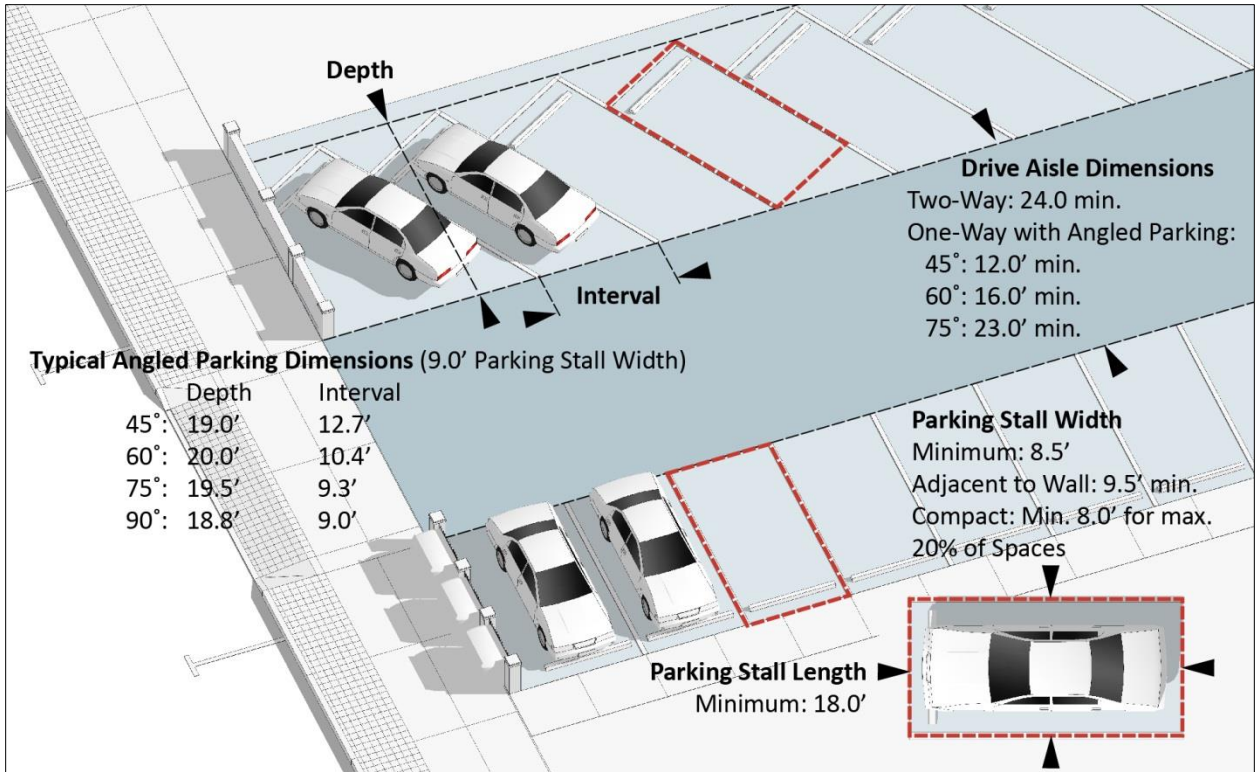 Depth
Interval
Drive Aisle Dimensions
Two-Way: 24.0 min.
One-Way with Angled Parking:
45˚: 12.0’ min.
60˚: 16.0’ min.
75˚: 23.0’ min.
Typical Angled Parking Dimensions (9.0’ Parking Stall Width)
Depth Interval
45˚: 19.0’ 12.7’
60˚: 20.0’ 10.4’
75˚: 19.5’ 9.3’
90˚: 18.8’ 9.0’
Parking Stall Width
Minimum: 8.5’
Adjacent to Wall: 9.5’ min.
Compact: Min. 8.0’ for max.
20% of Spaces
Parking Stall Length
Minimum: 18.0’